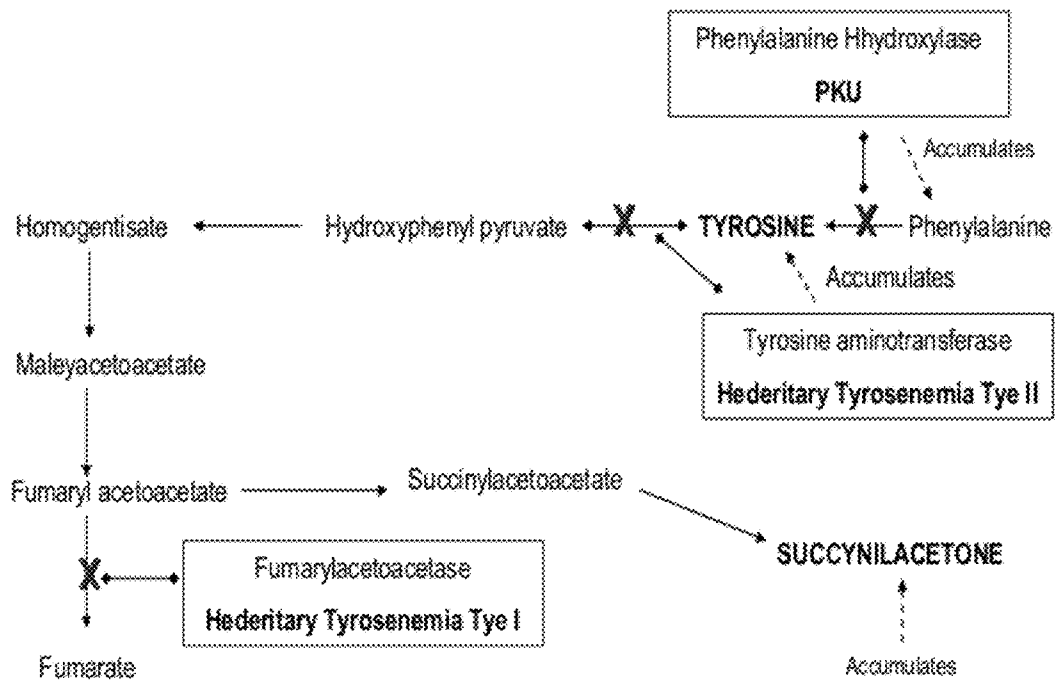 Phenylalanine Hhydroxylase
PKU
Accumulates
Homogentisate
Hydroxyphenyl pyruvate
X
TYROSINE
X
Phenylalanine
Accumulates
Tyrosine aminotransferase
Hederitary Tyrosenemia Tye II
Maleyacetoacetate
Fumaryl acetoacetate
Succinylacetoacetate
SUCCYNILACETONE
X
Fumarylacetoacetase
Hederitary Tyrosenemia Tye I
Fumarate
Accumulates